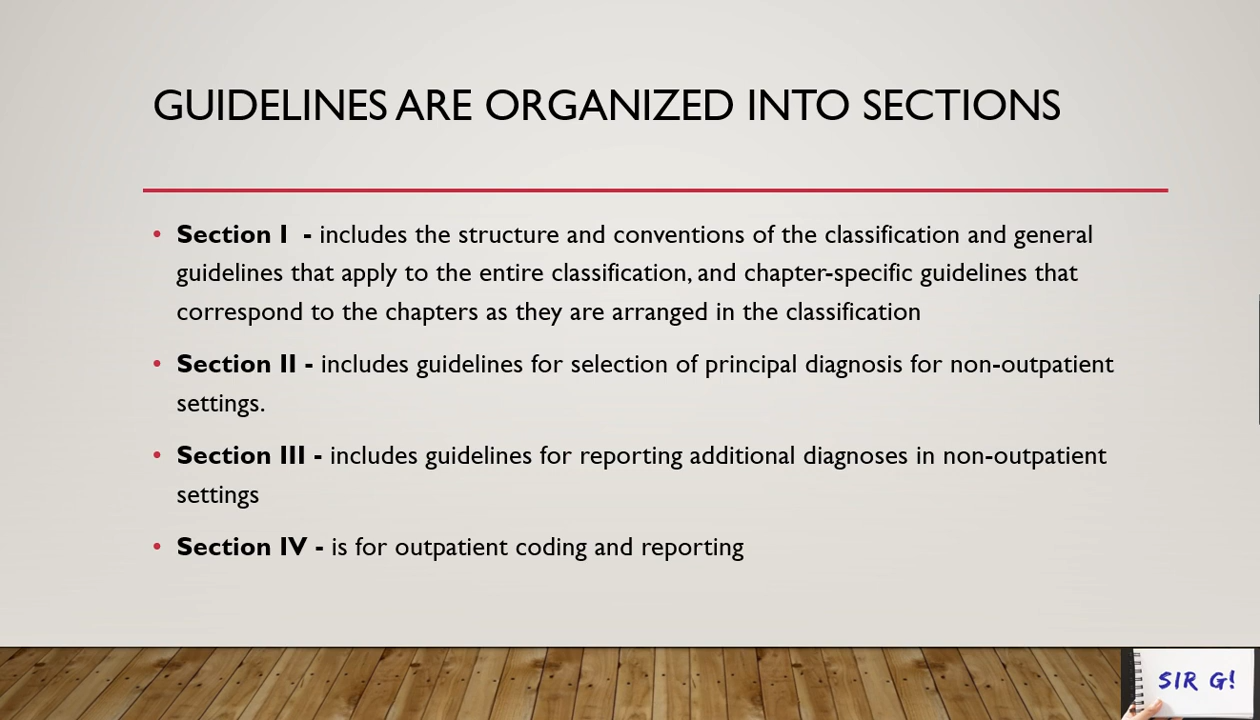 GUIDELINES ARE ORGANIZED INTO SECTIONS
• Section I - includes the structure and conventions of the classification and general
guidelines that apply to the entire classification, and chapter-specific guidelines that
correspond to the chapters as they are arranged in the classification
• Section II - includes guidelines for selection of principal diagnosis for non-outpatient
settings.
• Section III - includes guidelines for reporting additional diagnoses in non-outpatient
settings
• Section IV - is for outpatient coding and reporting
SIR G!